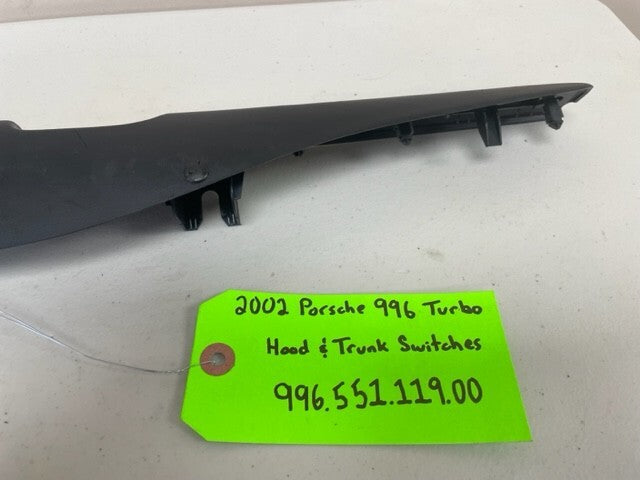 2002 Porsche 996 Turbo
Hood & Trunk Switches
996.551.119.00